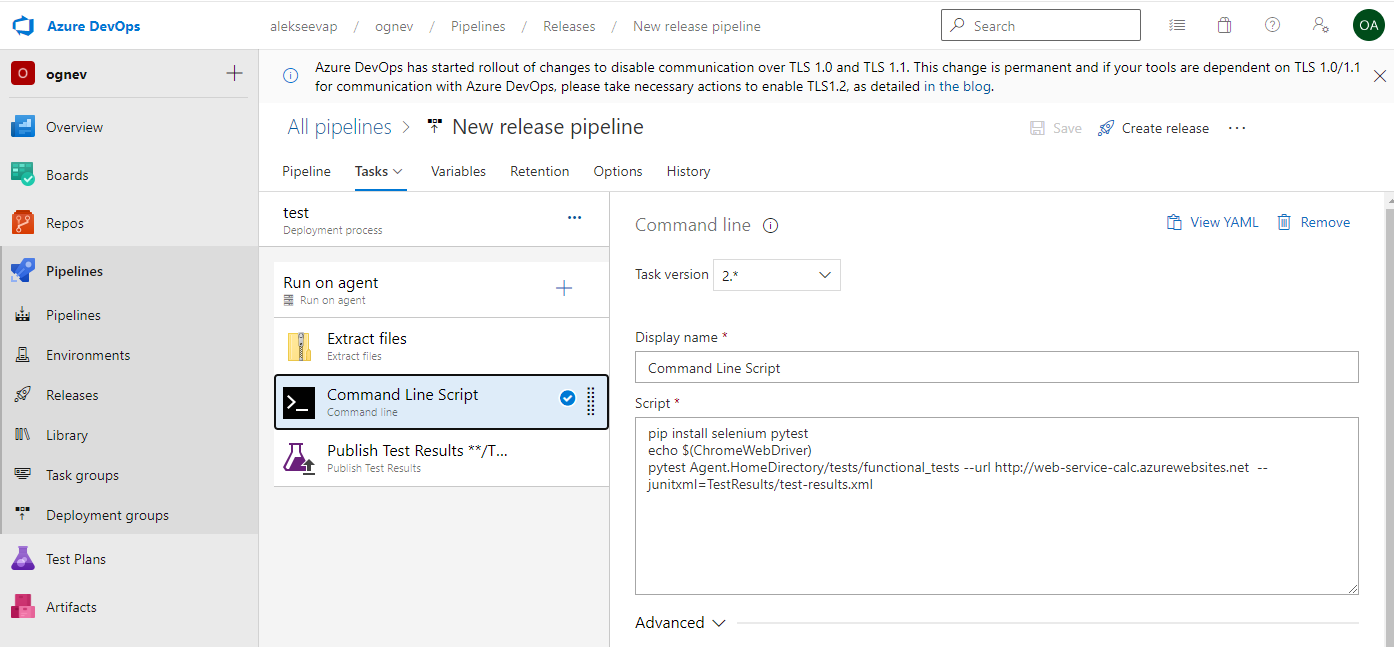 Azure DevOps
alekseevap / ognev / Pipelines / Releases / New release pipeline
Search
OA
O ognev
Azure DevOps has started rollout of changes to disable communication over TLS 1.0 and TLS 1.1. This change is permanent and if your tools are dependent on TLS 1.0/1.1
for communication with Azure DevOps, please take necessary actions to enable TLS1.2, as detailed in the blog.
Overview
Boards
Repos
Pipelines
Pipelines
Environments
Releases
Library
Task groups
Deployment groups
Test Plans
Artifacts
All pipelines > New release pipeline
Save
Create release
Pipeline Tasks Variables Retention Options History
test
Deployment process
Run on agent
Run on agent
Extract files
Extract files
Command Line Script
Command line
Publish Test Results **/T...
Publish Test Results
Command line
View YAML
Remove
Task version 2.*
Display name *
Command Line Script
Script *
pip install selenium pytest
echo $(ChromeWebDriver)
pytest Agent.HomeDirectory/tests/functional_tests --url http://web-service-calc.azurewebsites.net --
junitxml=TestResults/test-results.xml
Advanced